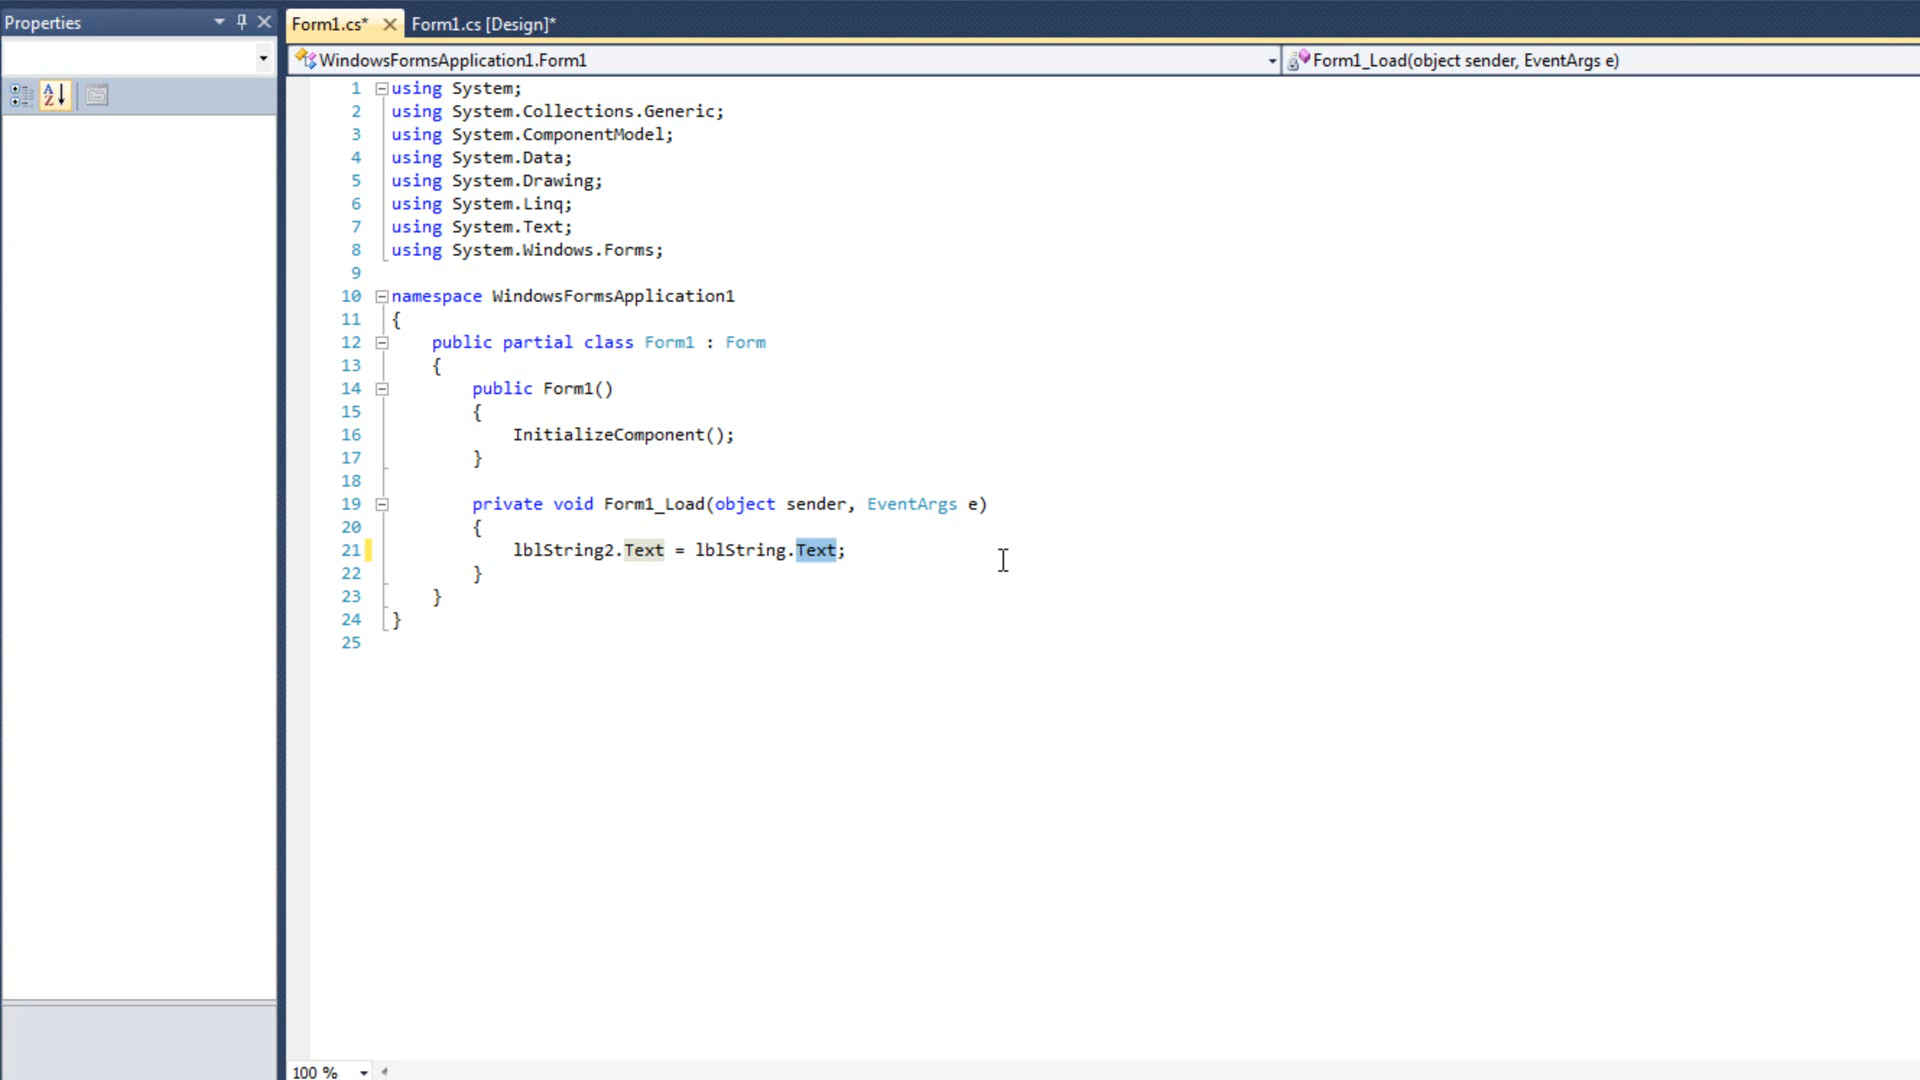 Properties
Form1.cs*
Form1.cs [Design]*
WindowsFormsApplication1.Form1
Form1_Load(object sender, EventArgs e)
1 using System;
2 using System.Collections.Generic;
3 using System.ComponentModel;
4 using System.Data;
5 using System.Drawing;
6 using System.Linq;
7 using System.Text;
8 using System.Windows.Forms;
9
10 namespace WindowsFormsApplication1
11 {
12     public partial class Form1 : Form
13     {
14         public Form1()
15         {
16             InitializeComponent();
17         }
18
19         private void Form1_Load(object sender, EventArgs e)
20         {
21             lblString2.Text = lblString.Text;
22         }
23     }
24 }
25
100 %